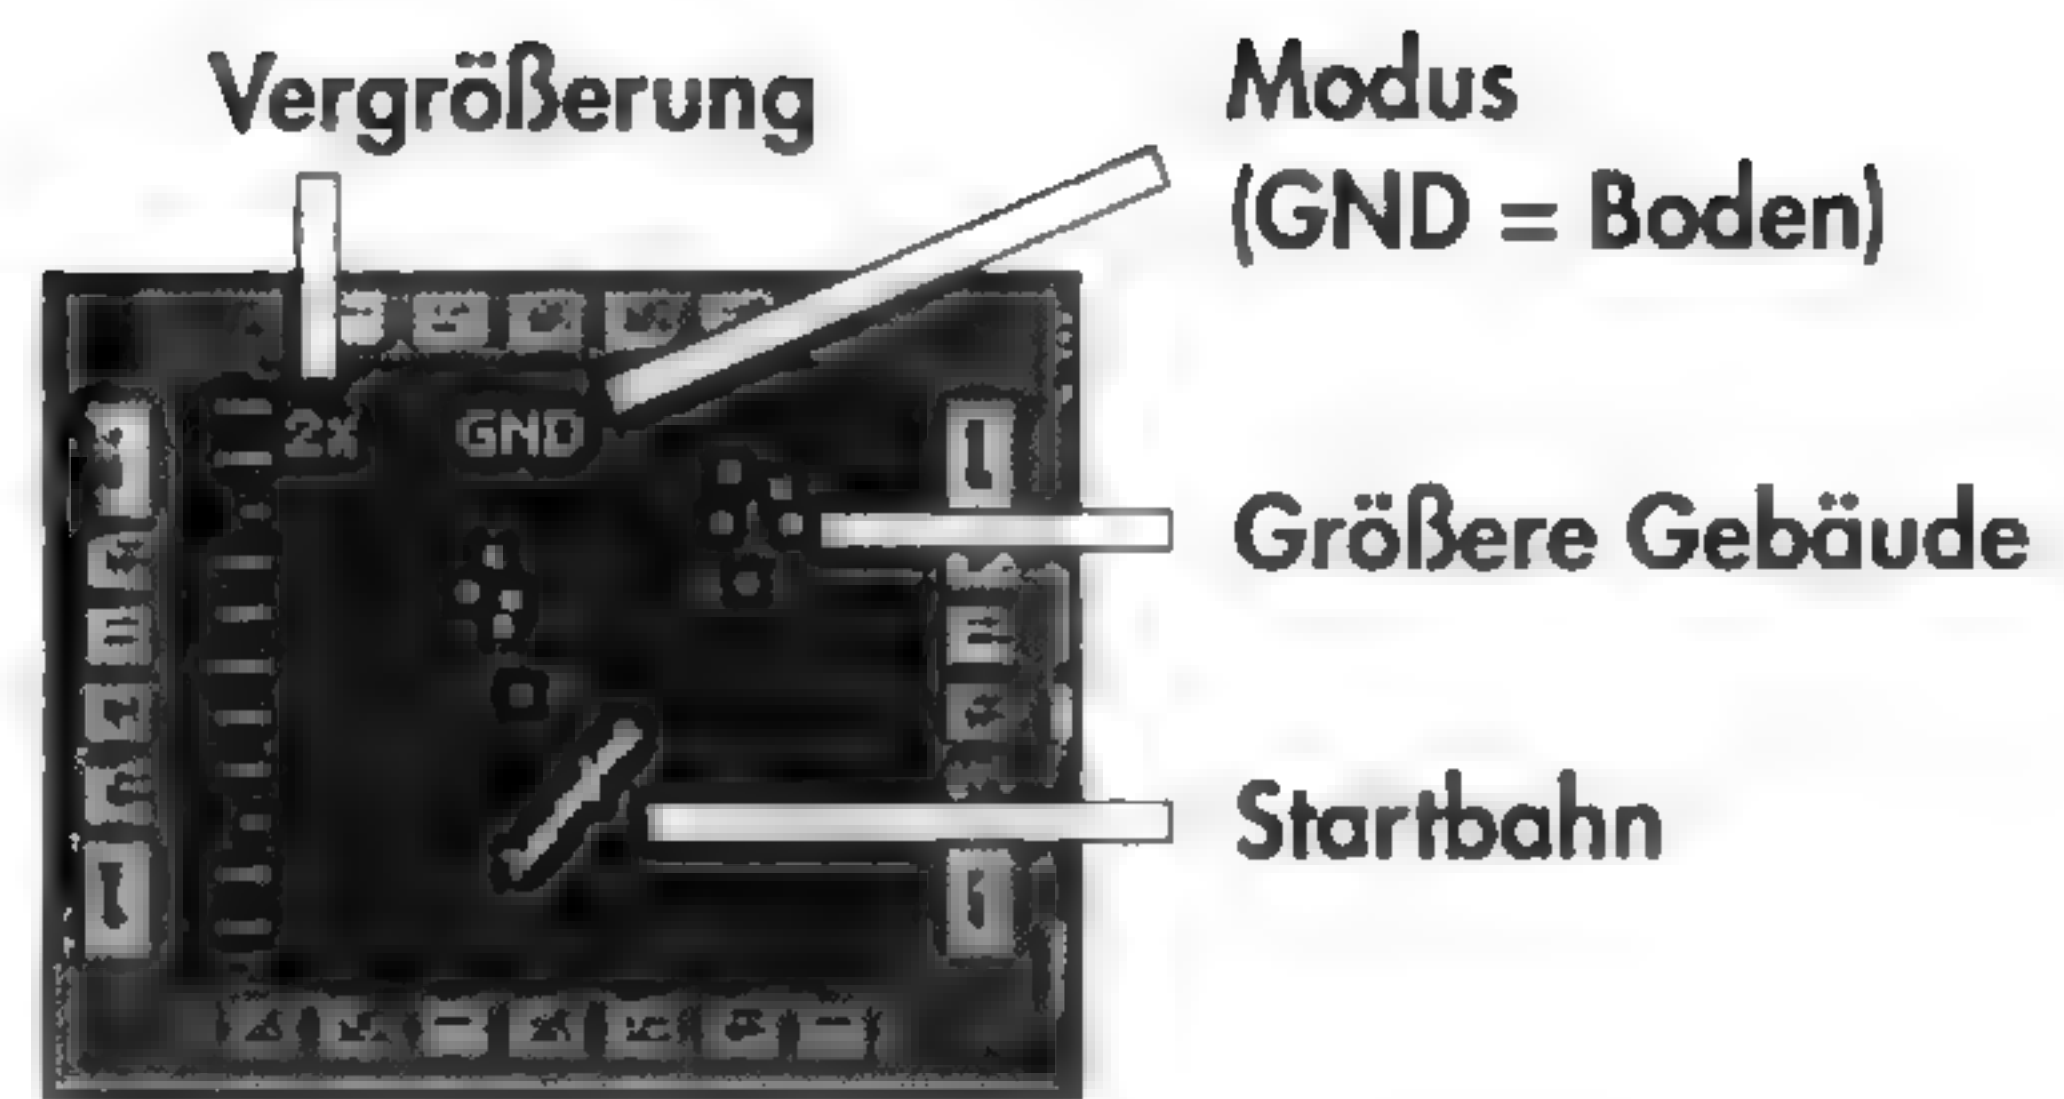 Vergrößerung
Modus
(GND = Boden)
2x GND
Größere Gebäude
Startbahn